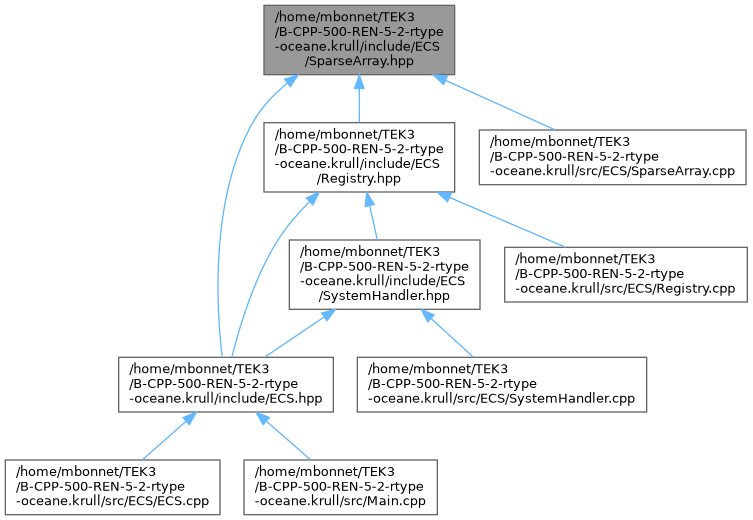 /home/mbonnet/TEK3
/B-CPP-500-REN-5-2-rtype
-oceane.krull/include/ECS
/SparseArray.hpp
/home/mbonnet/TEK3
/B-CPP-500-REN-5-2-rtype
-oceane.krull/include/ECS
/Registry.hpp
/home/mbonnet/TEK3
/B-CPP-500-REN-5-2-rtype
-oceane.krull/src/ECS/SparseArray.cpp
/home/mbonnet/TEK3
/B-CPP-500-REN-5-2-rtype
-oceane.krull/include/ECS
/SystemHandler.hpp
/home/mbonnet/TEK3
/B-CPP-500-REN-5-2-rtype
-oceane.krull/src/ECS/Registry.cpp
/home/mbonnet/TEK3
/B-CPP-500-REN-5-2-rtype
-oceane.krull/include/ECS.hpp
/home/mbonnet/TEK3
/B-CPP-500-REN-5-2-rtype
-oceane.krull/src/ECS/SystemHandler.cpp
/home/mbonnet/TEK3
/B-CPP-500-REN-5-2-rtype
-oceane.krull/src/ECS/ECS.cpp
/home/mbonnet/TEK3
/B-CPP-500-REN-5-2-rtype
-oceane.krull/src/Main.cpp